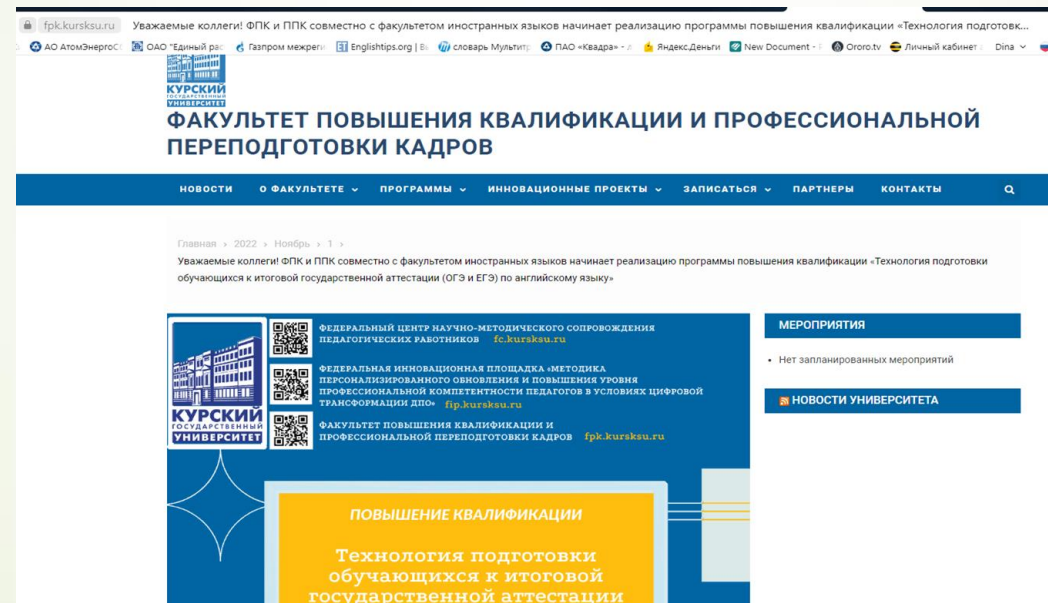 fpk.kursksu.ru Уважаемые коллеги! ФПК и ППК совместно с факультетом иностранных языков начинает реализацию программы повышения квалификации «Технология подготовк...
АО АтомЭнергоС ОАО "Единый рас Газпром межреги Englishtips.org | В словарь Мультит ПАО «Квадра» - л Яндекс.Деньги New Document - Ororo.tv Личный кабинет Dina
КУРСКИЙ
ГОСУДАРСТВЕННЫЙ
УНИВЕРСИТЕТ
ФАКУЛЬТЕТ ПОВЫШЕНИЯ КВАЛИФИКАЦИИ И ПРОФЕССИОНАЛЬНОЙ
ПЕРЕПОДГОТОВКИ КАДРОВ
НОВОСТИ О ФАКУЛЬТЕТЕ ПРОГРАММЫ ИННОВАЦИОННЫЕ ПРОЕКТЫ ЗАПИСАТЬСЯ ПАРТНЕРЫ КОНТАКТЫ
Главная › 2022 › Ноябрь › 1 ›
Уважаемые коллеги! ФПК и ППК совместно с факультетом иностранных языков начинает реализацию программы повышения квалификации «Технология подготовки
обучающихся к итоговой государственной аттестации (ОГЭ и ЕГЭ) по английскому языку»
КУРСКИЙ
ГОСУДАРСТВЕННЫЙ
УНИВЕРСИТЕТ
ФЕДЕРАЛЬНЫЙ ЦЕНТР НАУЧНО-МЕТОДИЧЕСКОГО СОПРОВОЖДЕНИЯ
ПЕДАГОГИЧЕСКИХ РАБОТНИКОВ fc.kursksu.ru
ФЕДЕРАЛЬНАЯ ИННОВАЦИОННАЯ ПЛОЩАДКА «МЕТОДИКА
ПЕРСОНАЛИЗИРОВАННОГО ОБНОВЛЕНИЯ И ПОВЫШЕНИЯ УРОВНЯ
ПРОФЕССИОНАЛЬНОЙ КОМПЕТЕНТНОСТИ ПЕДАГОГОВ В УСЛОВИЯХ ЦИФРОВОЙ
ТРАНСФОРМАЦИИ ДПО» fip.kursksu.ru
ФАКУЛЬТЕТ ПОВЫШЕНИЯ КВАЛИФИКАЦИИ И
ПРОФЕССИОНАЛЬНОЙ ПЕРЕПОДГОТОВКИ КАДРОВ fpk.kursksu.ru
ПОВЫШЕНИЕ КВАЛИФИКАЦИИ
Технология подготовки
обучающихся к итоговой
государственной аттестации
МЕРОПРИЯТИЯ
• Нет запланированных мероприятий
НОВОСТИ УНИВЕРСИТЕТА